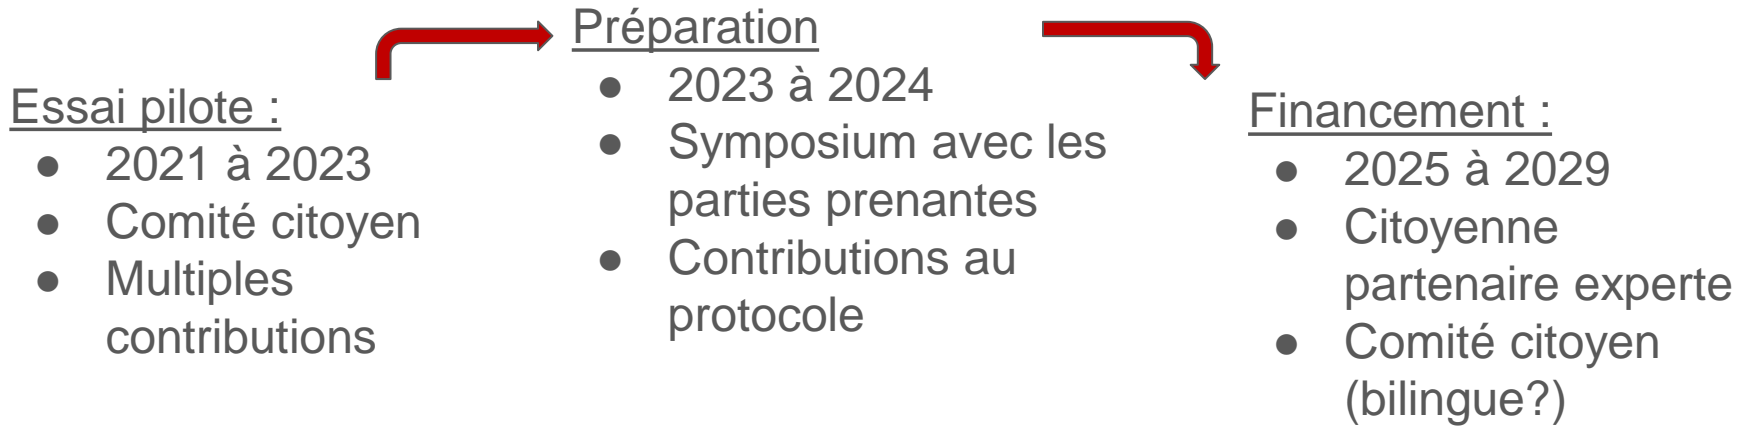 Essai pilote :
● 2021 à 2023
● Comité citoyen
● Multiples
contributions
Préparation
● 2023 à 2024
● Symposium avec les
parties prenantes
● Contributions au
protocole
Financement :
● 2025 à 2029
● Citoyenne
partenaire experte
● Comité citoyen
(bilingue?)